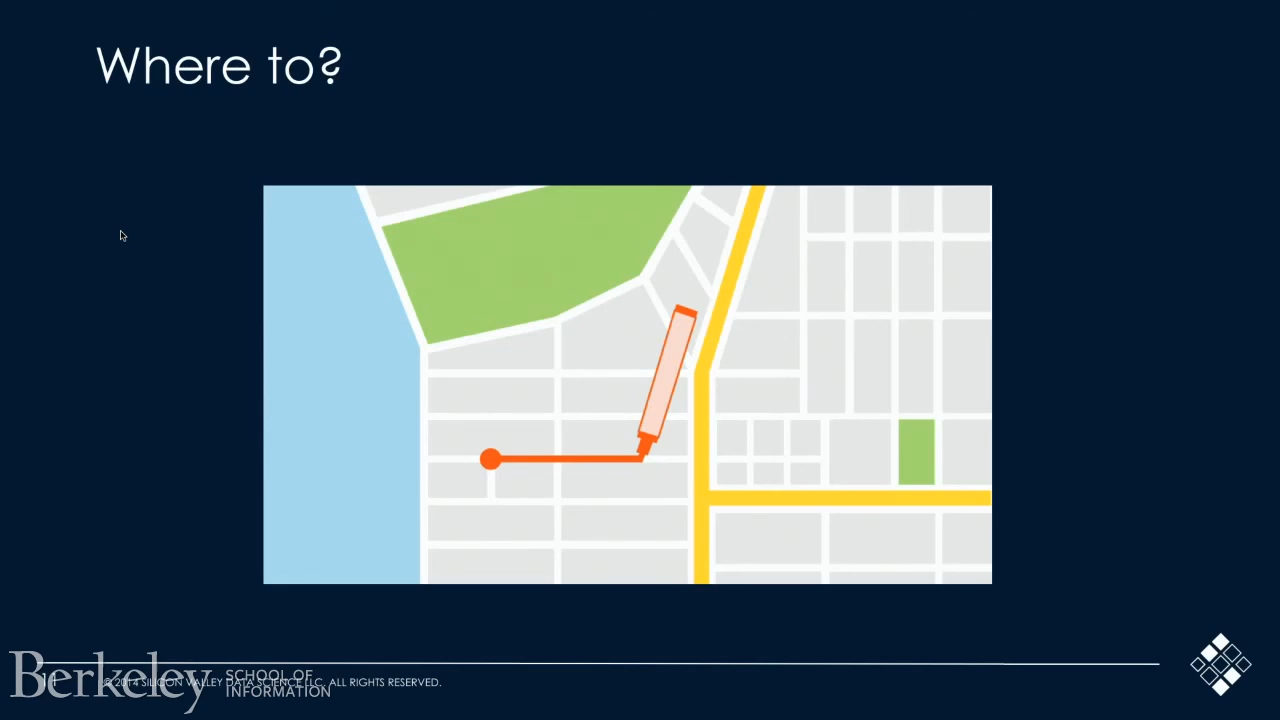 Where to?
Berkeley
SCHOOL OF
INFORMATION
© 2014 SILICON VALLEY DATA SCIENCE LLC. ALL RIGHTS RESERVED.